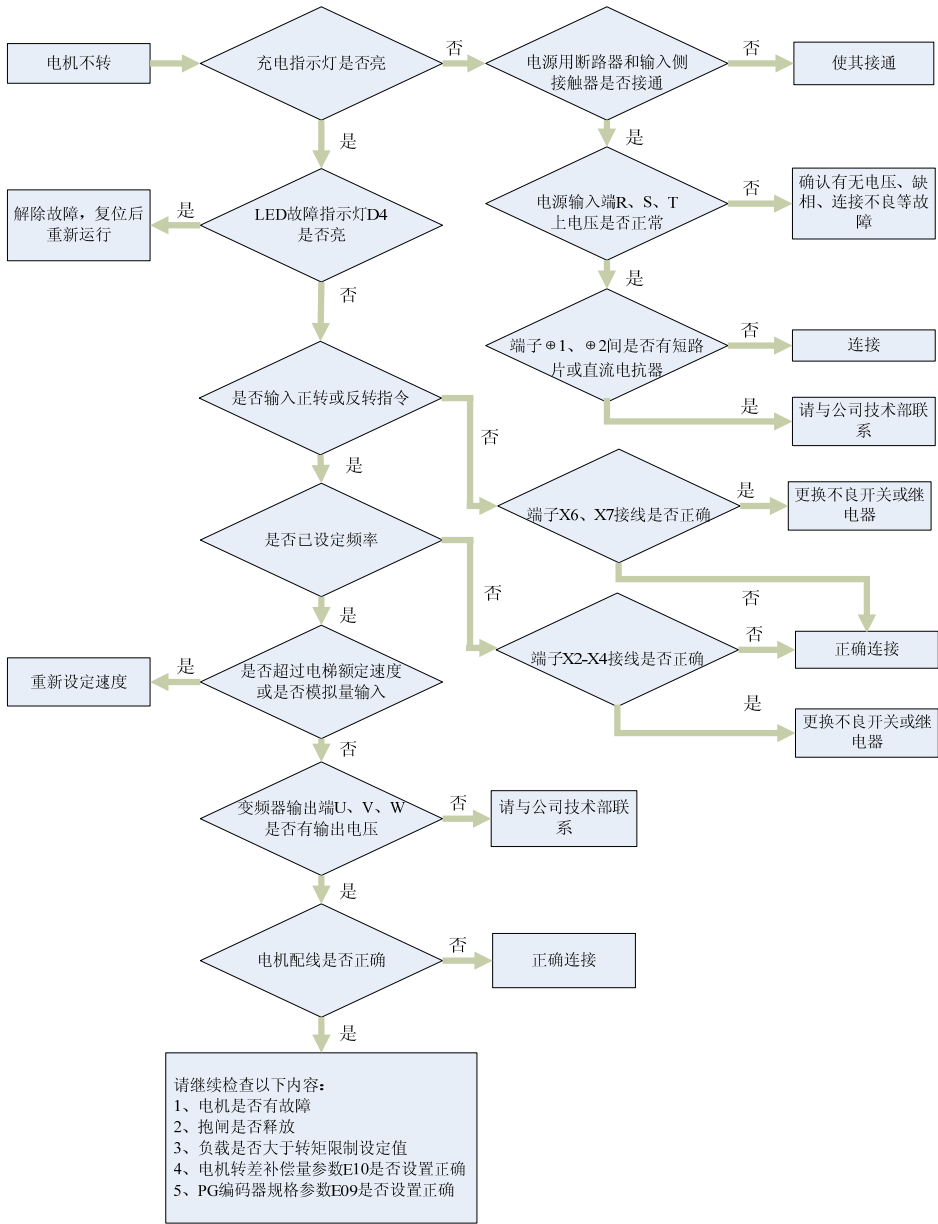 电机不转
充电指示灯是否亮
否
电源用断路器和输入侧
接触器是否接通
否
使其接通
是
是
解除故障，复位后
重新运行
是
LED故障指示灯D4
是否亮
电源输入端R、S、T
上电压是否正常
否
确认有无电压、缺
相、连接不良等故
障
否
是
端子⊕1、⊕2间是否有短路
片或直流电抗器
否
连接
是
请与公司技术部联
系
是否输入正转或反转指令
否
是
端子X6、X7接线是否正确
是
更换不良开关或继
电器
否
是否已设定频率
否
是
端子X2-X4接线是否正确
否
正确连接
是
更换不良开关或继
电器
重新设定速度
是
是否超过电梯额定速度
或是否模拟量输入
否
变频器输出端U、V、W
是否有输出电压
否
请与公司技术部联
系
是
电机配线是否正确
否
正确连接
是
请继续检查以下内容：
1、电机是否有故障
2、抱闸是否释放
3、负载是否大于转矩限制设定值
4、电机转差补偿量参数E10是否设置正确
5、PG编码器规格参数E09是否设置正确